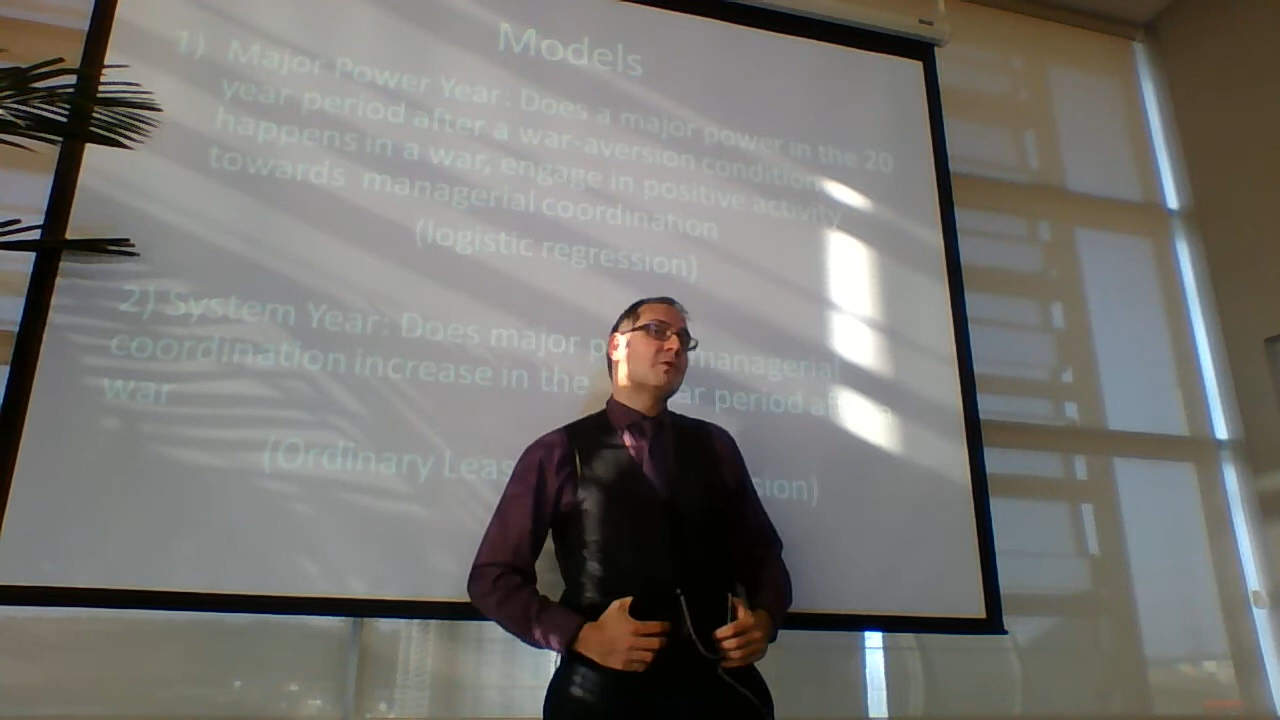 Models
1) Major Power Year: Does a major power in the 20
year period after a war-aversion condition
happens in a war, engage in positive activity
towards managerial coordination
(logistic regression)
2) System Year: Does major managerial
coordination increase in the period
war
(Ordinary